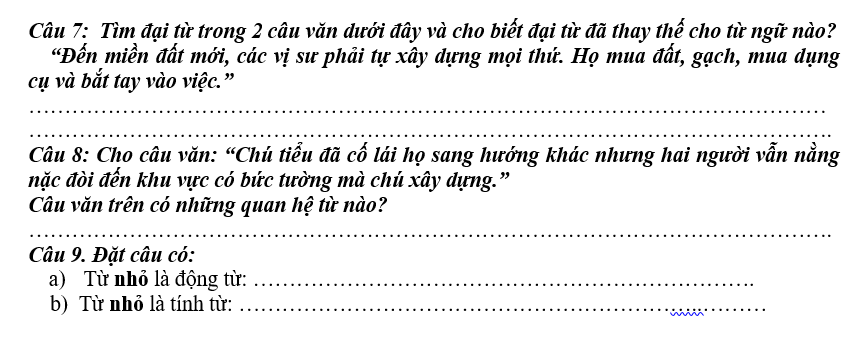 Câu 7: Tìm đại từ trong 2 câu văn dưới đây và cho biết đại từ đã thay thế cho từ ngữ nào?
“Đến miền đất mới, các vị sư phải tự xây dựng mọi thứ. Họ mua đất, gạch, mua dụng
cụ và bắt tay vào việc.”
……………………………………………………………………………………………
……………………………………………………………………………………………
Câu 8: Cho câu văn: “Chú tiểu đã cố lái họ sang hướng khác nhưng hai người vẫn nằng
nặc đòi đến khu vực có bức tường mà chú xây dựng.”
Câu văn trên có những quan hệ từ nào?
……………………………………………………………………………………………
Câu 9. Đặt câu có:
a) Từ nhỏ là động từ: …………………………………………………………
b) Từ nhỏ là tính từ: ……………………………………………………………